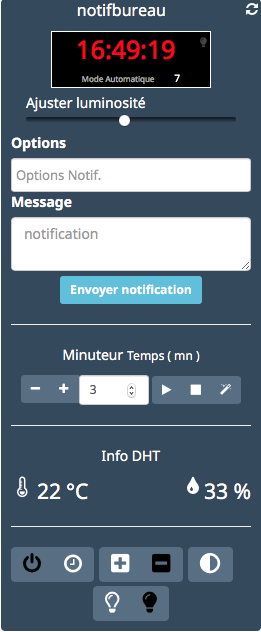 notifbureau
16:49:19
Mode Automatique 7
Ajuster luminosité
Options
Options Notif.
Message
notification
Envoyer notification
Minuteur Temps ( mn )
3
Info DHT
22 °C 33 %